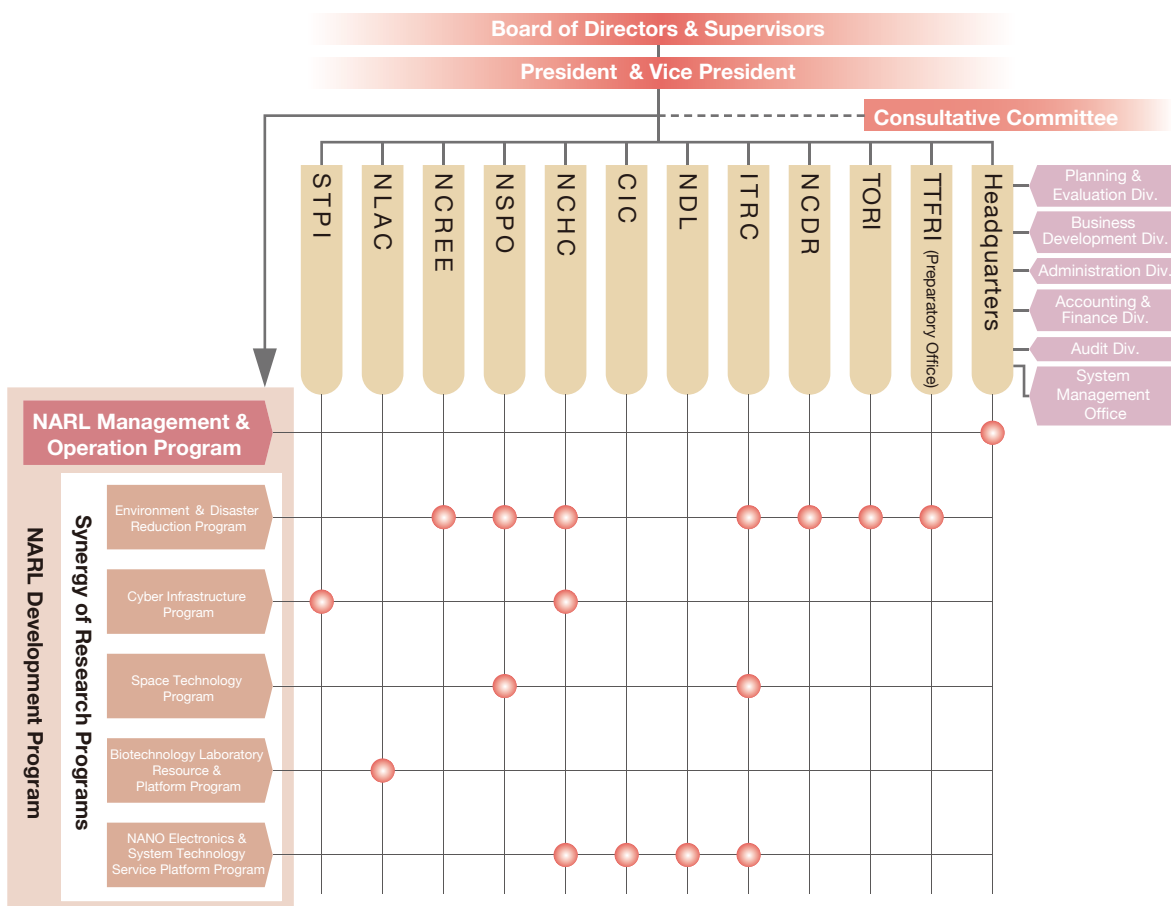 Board of Directors & Supervisors
President & Vice President
Consultative Committee
STPI
NLAC
NCREE
NSPO
NCHC
CIC
NDL
ITRC
NCDR
TORI
TTFRI (Preparatory Office)
Headquarters
Planning &
Evaluation Div.
Business
Development Div.
Administration Div.
Accounting &
Finance Div.
Audit Div.
System
Management
Office
NARL Management &
Operation Program
NARL Development Program
Synergy of Research Programs
Environment & Disaster
Reduction Program
Cyber Infrastructure
Program
Space Technology
Program
Biotechnology Laboratory
Resource &
Platform Program
NANO Electronics &
System Technology
Service Platform Program